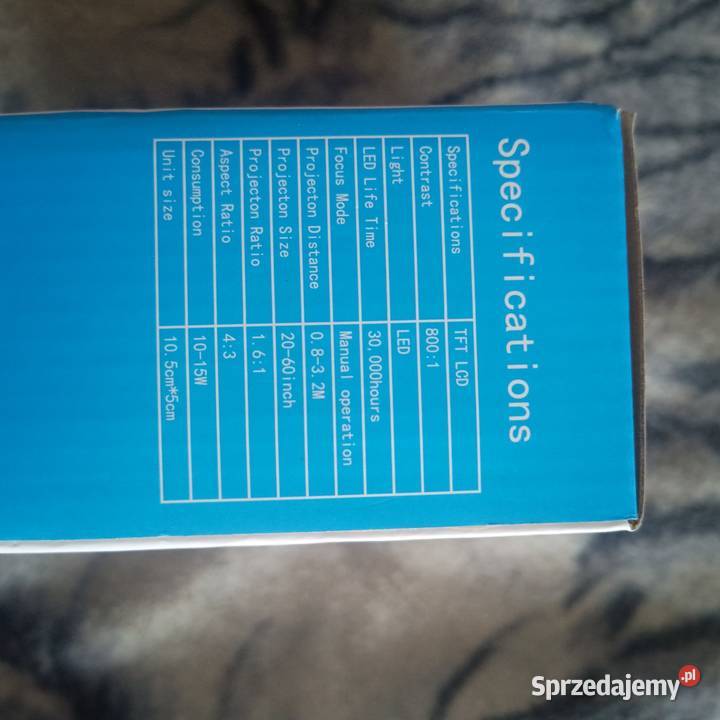 Specifications
Specifications TFT LCD
Contrast 800:1
Light LED
LED Life Time 30,000hours
Focus Mode Manual operation
Projecton Distance 0.8-3.2M
Projecton Size 20-60inch
Projecton Ratio 1.6:1
Aspect Ratio 4:3
Consumption 10-15W
Unit size 10.5cm*5cm
Sprzedajemy.pl